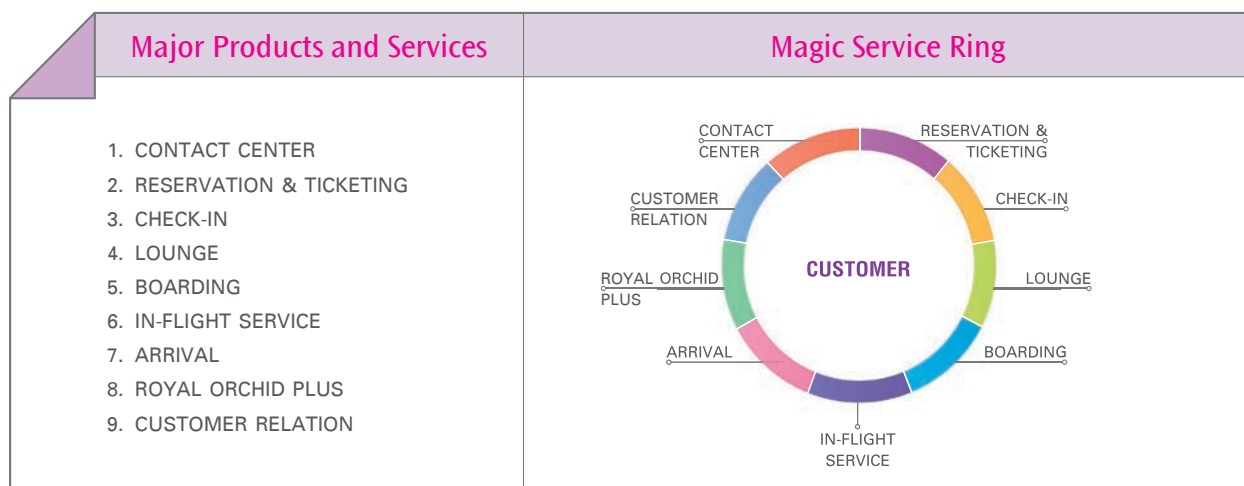 Major Products and Services
Magic Service Ring
1. CONTACT CENTER
2. RESERVATION & TICKETING
3. CHECK-IN
4. LOUNGE
5. BOARDING
6. IN-FLIGHT SERVICE
7. ARRIVAL
8. ROYAL ORCHID PLUS
9. CUSTOMER RELATION
CONTACT
CENTER
RESERVATION &
TICKETING
CUSTOMER
RELATION
CHECK-IN
CUSTOMER
ROYAL ORCHID
PLUS
LOUNGE
ARRIVAL
BOARDING
IN-FLIGHT
SERVICE